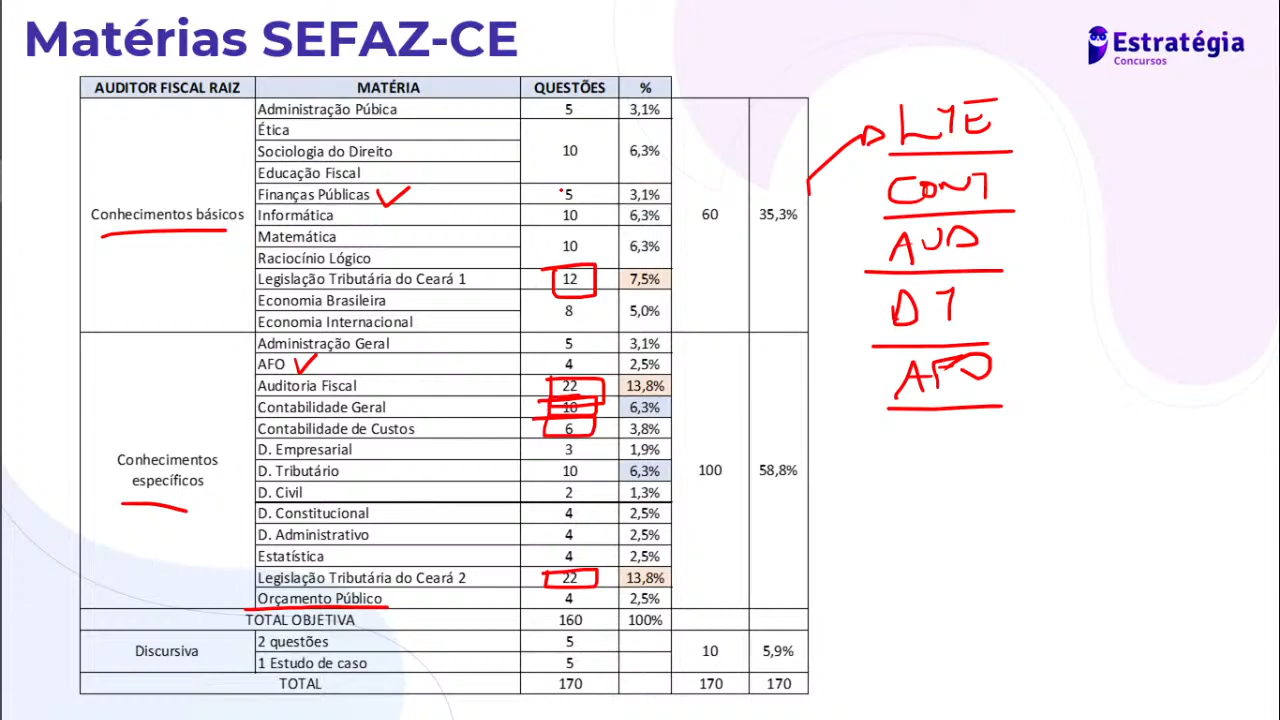 Matérias SEFAZ-CE
Estratégia
Concursos
AUDITOR FISCAL RAIZ MATÉRIA QUESTÕES %
Administração Púbica 5 3,1%
Ética
Sociologia do Direito 10 6,3%
Educação Fiscal
Finanças Públicas 5 3,1%
Conhecimentos básicos Informática 10 6,3% 60 35,3%
Matemática
10 6,3%
Raciocínio Lógico
Legislação Tributária do Ceará 1 12 7,5%
Economia Brasileira
8 5,0%
Economia Internacional
Administração Geral 5 3,1%
AFO 4 2,5%
Auditoria Fiscal 22 13,8%
Contabilidade Geral 10 6,3%
Contabilidade de Custos 6 3,8%
D. Empresarial 3 1,9%
Conhecimentos
específicos
D. Tributário 10 6,3% 100 58,8%
D. Civil 2 1,3%
D. Constitucional 4 2,5%
D. Administrativo 4 2,5%
Estatística 4 2,5%
Legislação Tributária do Ceará 2 22 13,8%
Orçamento Público 4 2,5%
TOTAL OBJETIVA 160 100%
Discursiva 2 questões 5 10 5,9%
1 Estudo de caso 5
TOTAL 170 170 170
LTE
CONT
AUD
DT
AFO